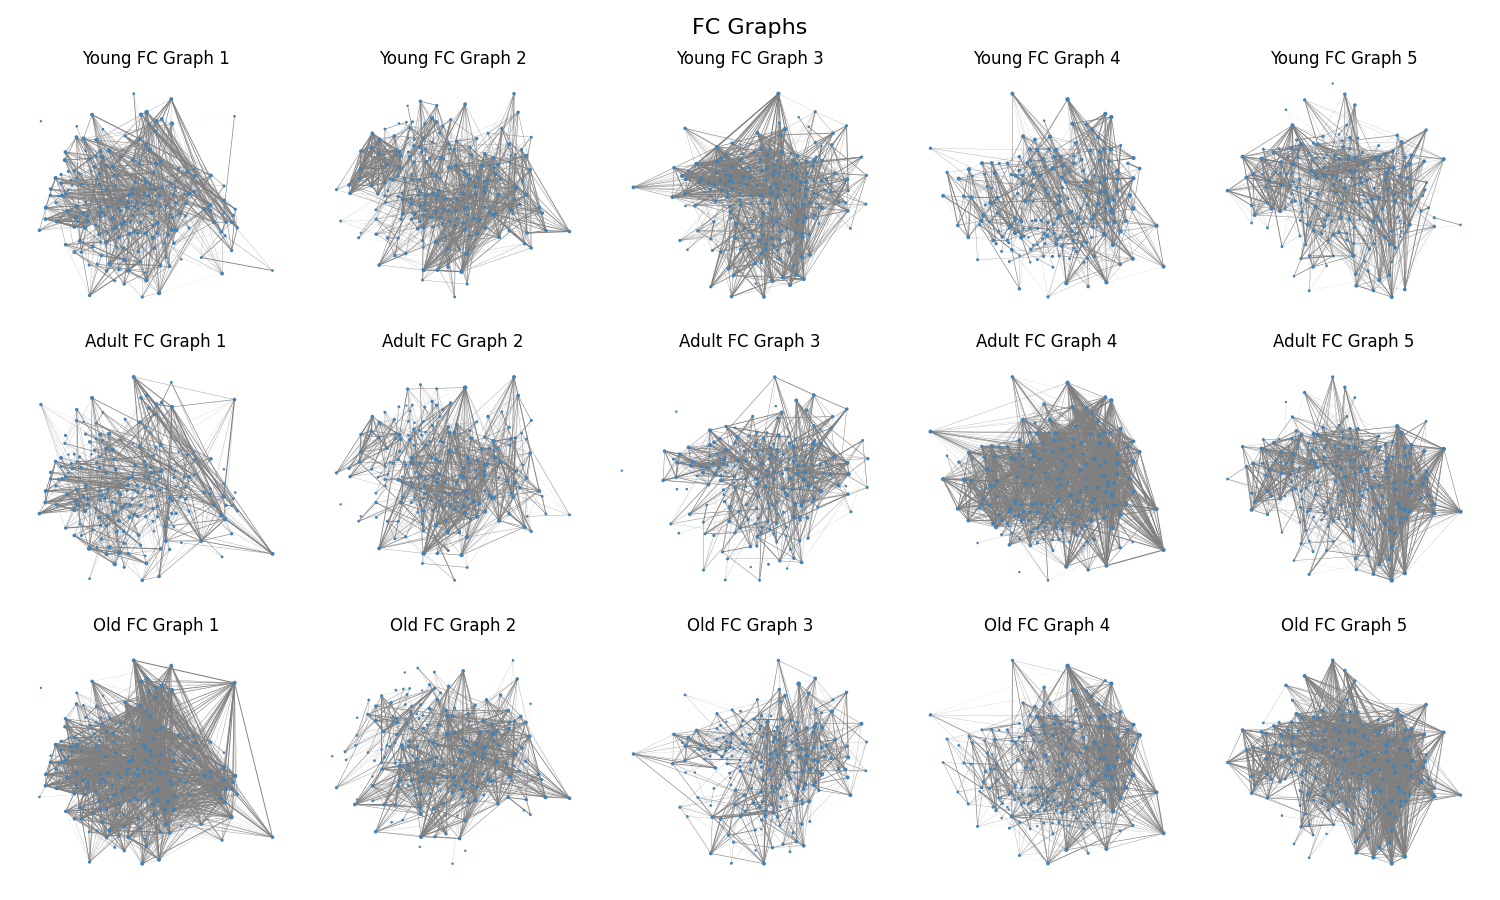 FC Graphs
Young FC Graph 1
Young FC Graph 2
Young FC Graph 3
Young FC Graph 4
Young FC Graph 5
Adult FC Graph 1
Adult FC Graph 2
Adult FC Graph 3
Adult FC Graph 4
Adult FC Graph 5
Old FC Graph 1
Old FC Graph 2
Old FC Graph 3
Old FC Graph 4
Old FC Graph 5